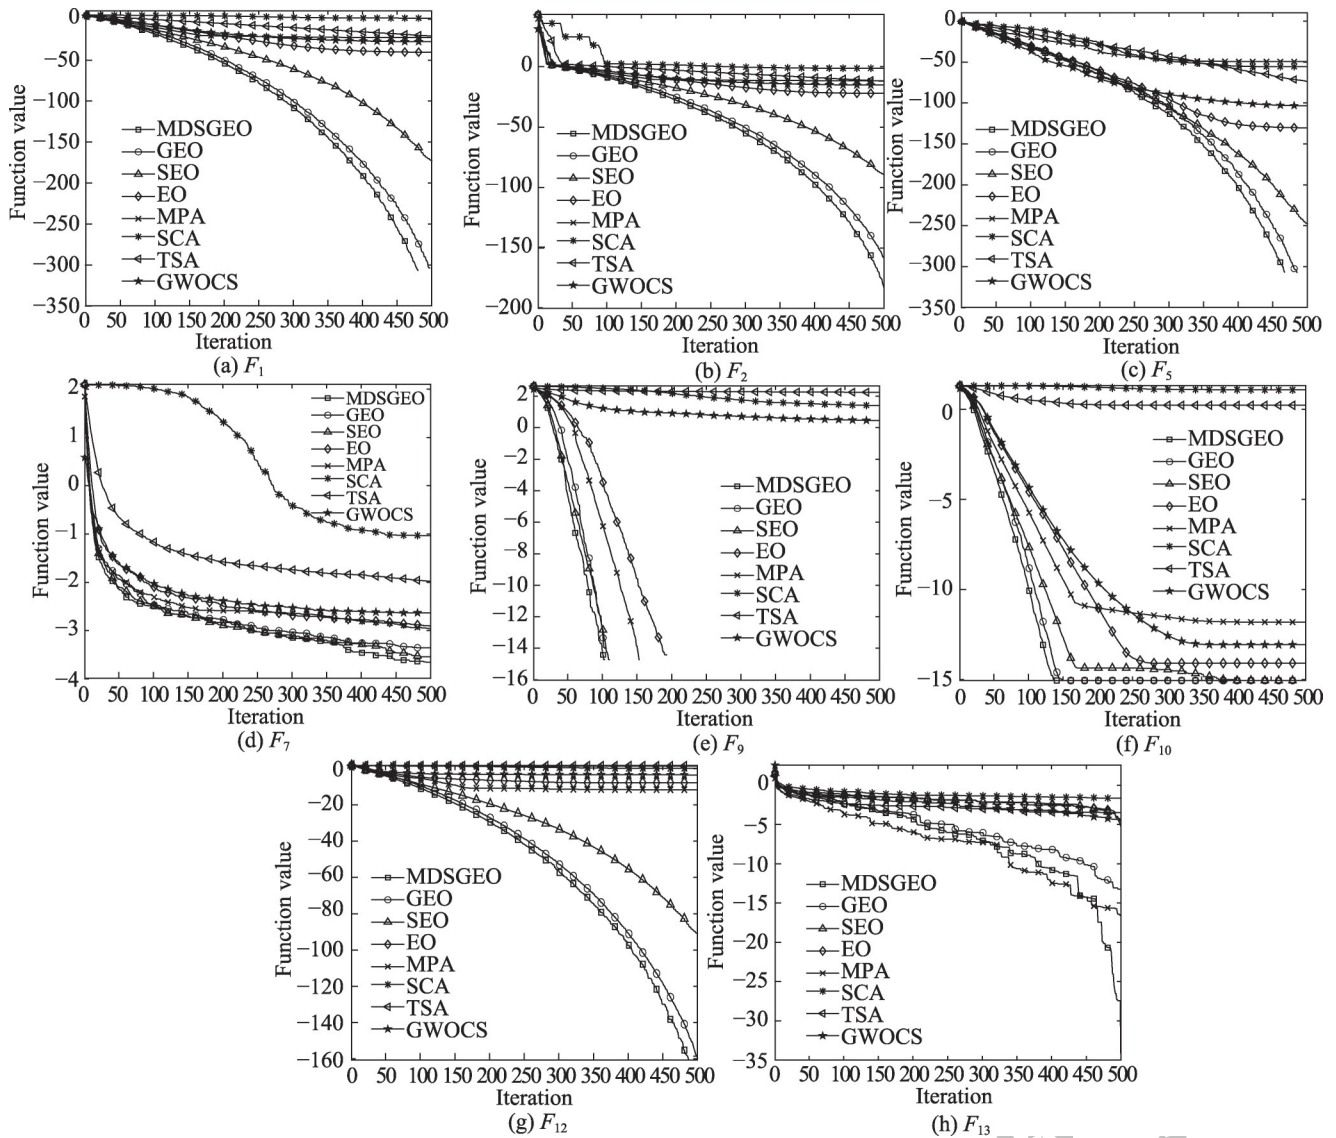 0
−50
−100
−150
−200
−250
−300
−350
Function value
MDSGEO
GEO
SEO
EO
MPA
SCA
TSA
GWOCS
0 50 100 150 200 250 300 350 400 450 500
Iteration
(a) F₁
0
−50
−100
−150
−200
Function value
MDSGEO
GEO
SEO
EO
MPA
SCA
TSA
GWOCS
0 50 100 150 200 250 300 350 400 450 500
Iteration
(b) F₂
0
−50
−100
−150
−200
−250
−300
−350
Function value
MDSGEO
GEO
SEO
EO
MPA
SCA
TSA
GWOCS
0 50 100 150 200 250 300 350 400 450 500
Iteration
(c) F₅
2
1
0
−1
−2
−3
−4
Function value
MDSGEO
GEO
SEO
EO
MPA
SCA
TSA
GWOCS
0 50 100 150 200 250 300 350 400 450 500
Iteration
(d) F₇
2
0
−2
−4
−6
−8
−10
−12
−14
−16
Function value
MDSGEO
GEO
SEO
EO
MPA
SCA
TSA
GWOCS
0 50 100 150 200 250 300 350 400 450 500
Iteration
(e) F₉
0
−5
−10
−15
Function value
MDSGEO
GEO
SEO
EO
MPA
SCA
TSA
GWOCS
0 50 100 150 200 250 300 350 400 450 500
Iteration
(f) F₁₀
0
−20
−40
−60
−80
−100
−120
−140
−160
Function value
MDSGEO
GEO
SEO
EO
MPA
SCA
TSA
GWOCS
0 50 100 150 200 250 300 350 400 450 500
Iteration
(g) F₁₂
0
−5
−10
−15
−20
−25
−30
−35
Function value
MDSGEO
GEO
SEO
EO
MPA
SCA
TSA
GWOCS
0 50 100 150 200 250 300 350 400 450 500
Iteration
(h) F₁₃